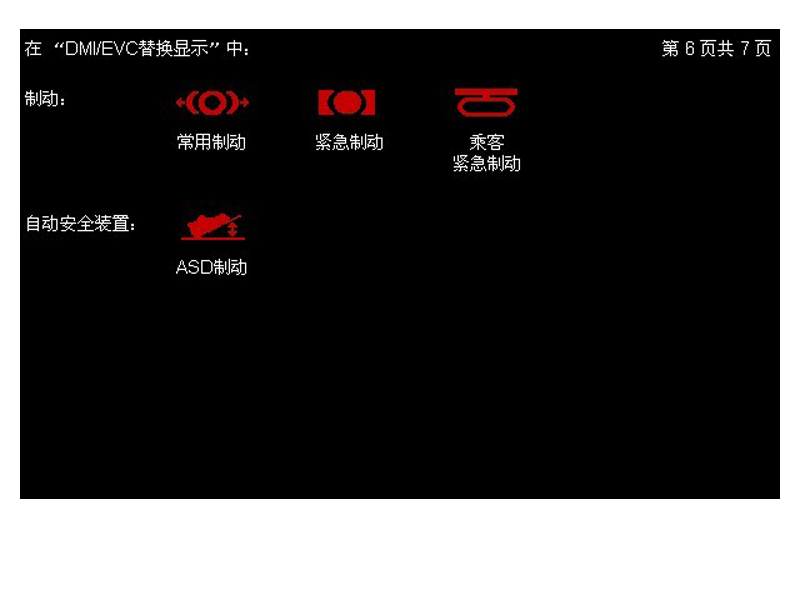 在 “DMI/EVC替换显示” 中：
第 6 页共 7 页
制动：
常用制动
紧急制动
乘客
紧急制动
自动安全装置：
ASD制动